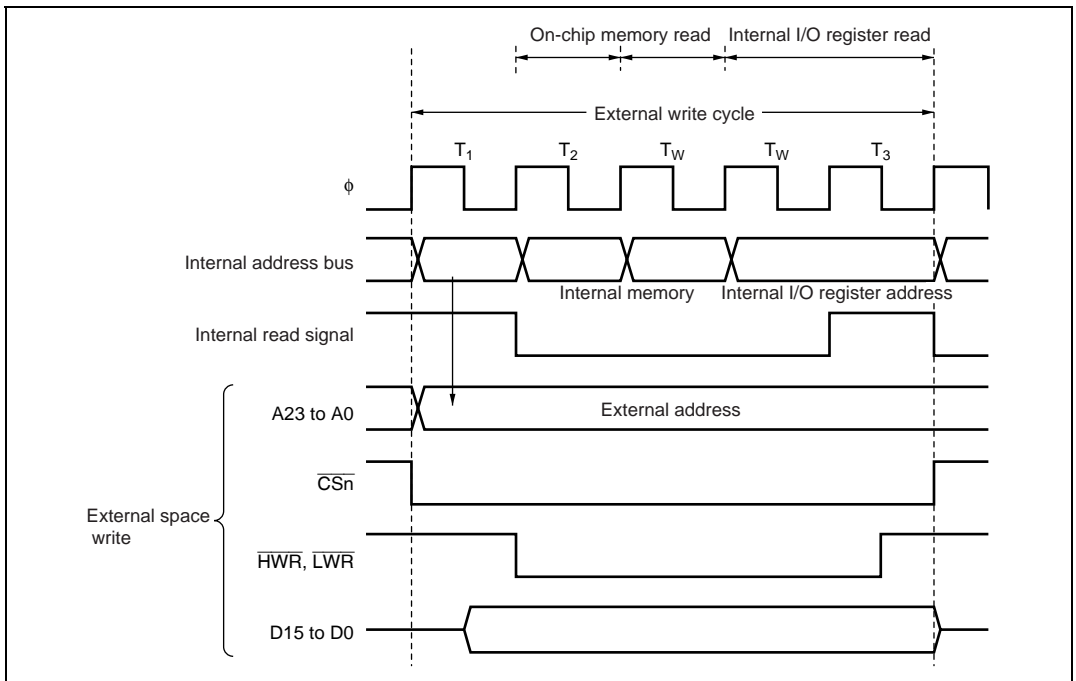 On-chip memory read Internal I/O register read
External write cycle
T1 T2 TW TW T3
ϕ
Internal address bus
Internal memory Internal I/O register address
Internal read signal
A23 to A0 External address
CSn
External space
write
HWR, LWR
D15 to D0